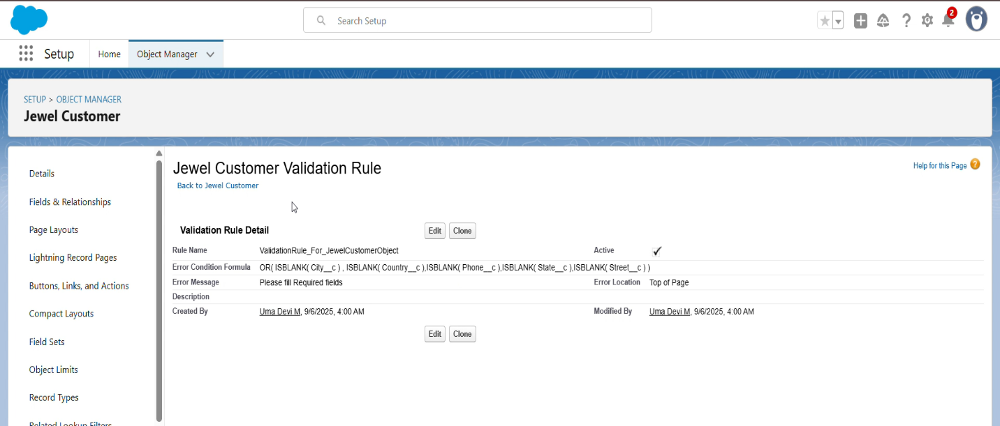 Search Setup
2
Setup
Home
Object Manager
SETUP > OBJECT MANAGER
Jewel Customer
Details
Fields & Relationships
Page Layouts
Lightning Record Pages
Buttons, Links, and Actions
Compact Layouts
Field Sets
Object Limits
Record Types
Related Lookup Filters
Jewel Customer Validation Rule
Help for this Page ?
Back to Jewel Customer
Validation Rule Detail
Edit Clone
Rule Name ValidationRule_For_JewelCustomerObject Active
Error Condition Formula OR( ISBLANK( City__c ) , ISBLANK( Country__c ),ISBLANK( Phone__c ),ISBLANK( State__c ),ISBLANK( Street__c ) )
Error Message Please fill Required fields Error Location Top of Page
Description
Created By Uma Devi M, 9/6/2025, 4:00 AM Modified By Uma Devi M, 9/6/2025, 4:00 AM
Edit Clone